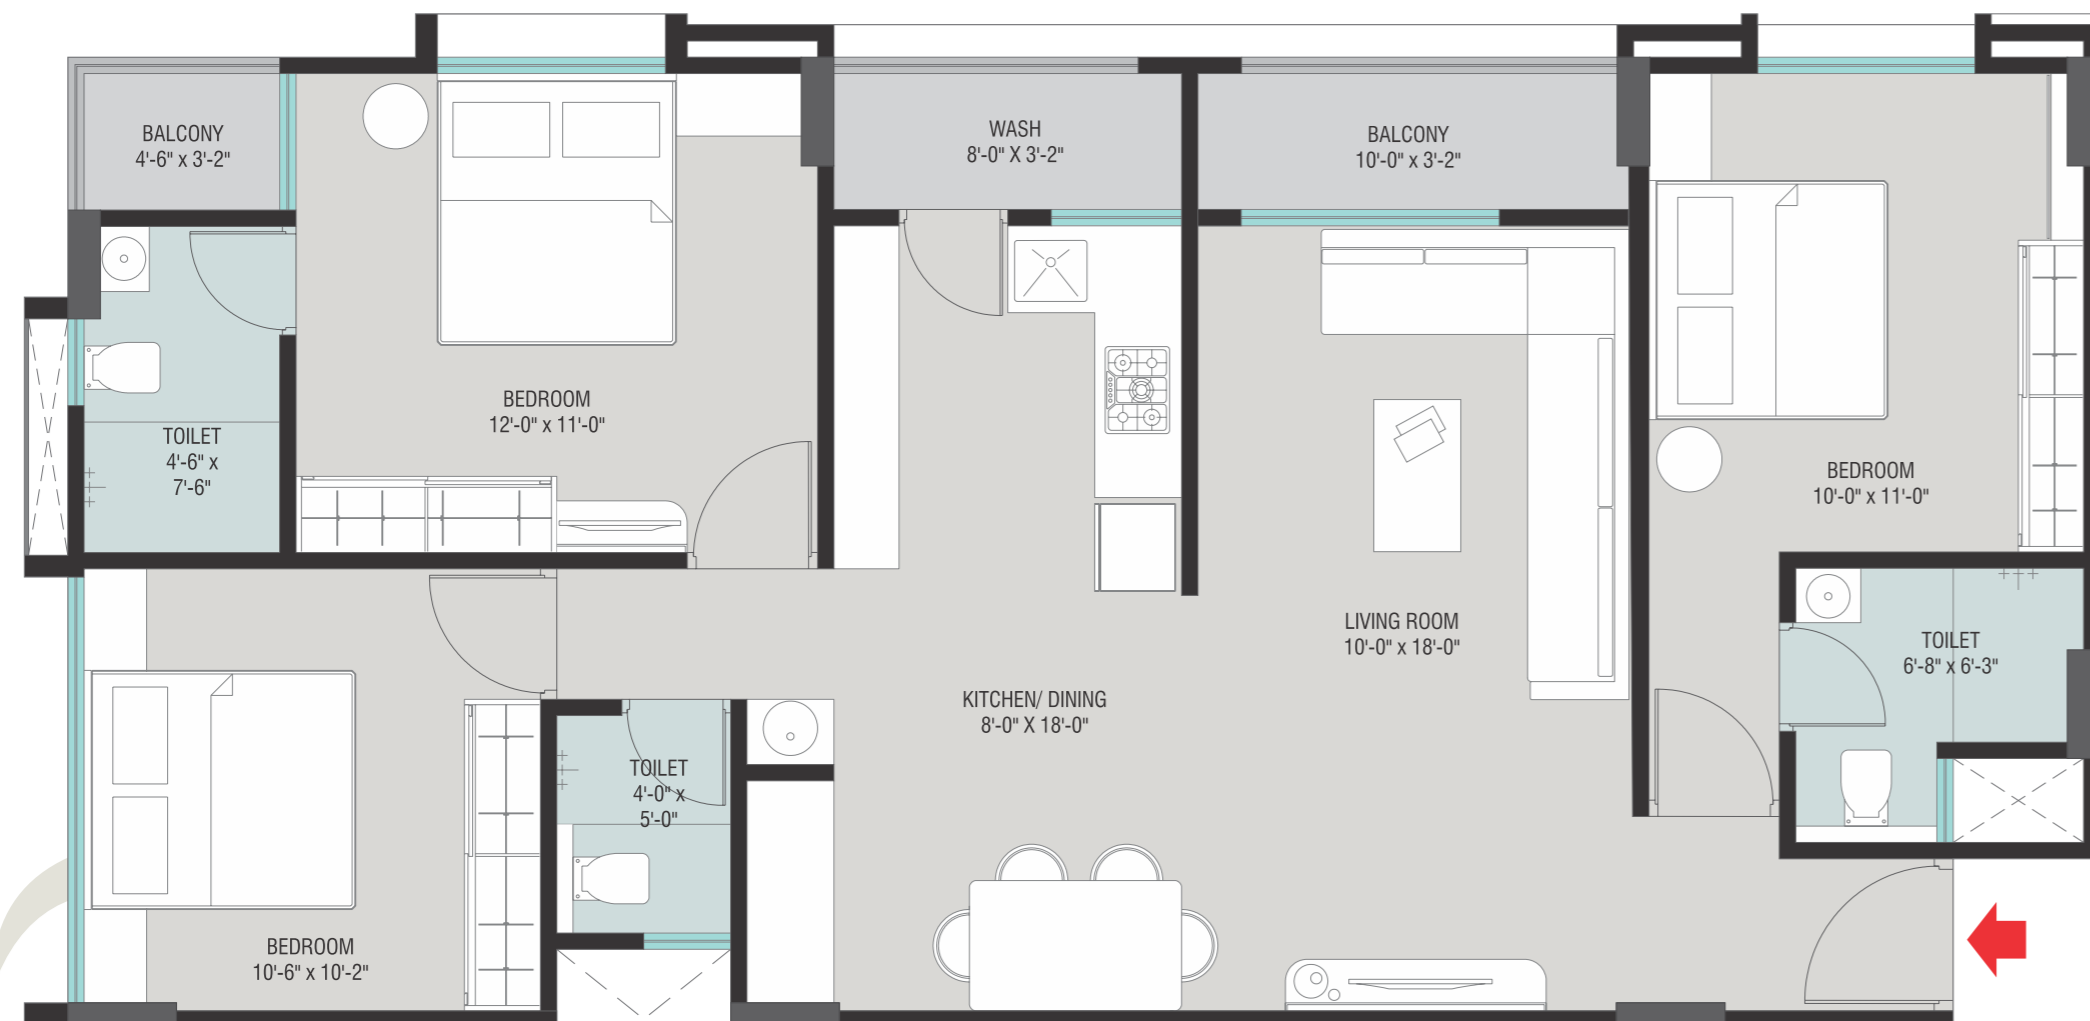 BALCONY
4'-6" x 3'-2"
WASH
8'-0" X 3'-2"
BALCONY
10'-0" x 3'-2"
BEDROOM
12'-0" x 11'-0"
TOILET
4'-6" x
7'-6"
BEDROOM
10'-0" x 11'-0"
LIVING ROOM
10'-0" x 18'-0"
TOILET
6'-8" x 6'-3"
KITCHEN/ DINING
8'-0" X 18'-0"
TOILET
4'-0" x
5'-0"
BEDROOM
10'-6" x 10'-2"